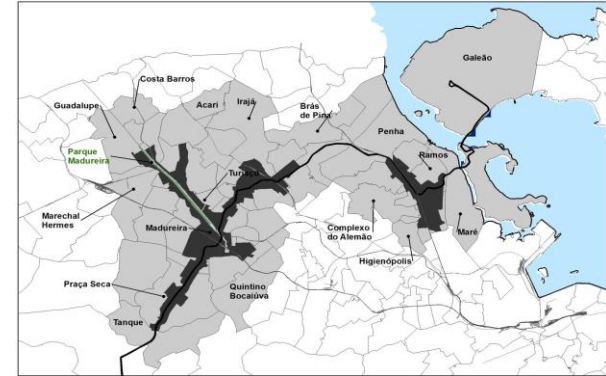 Galeão
Costa Barros
Guadalupe
Acari
Irajá
Brás
de Pina
Penha
Parque
Madureira
Turiaçu
Ramos
Marechal
Hermes
Madureira
Complexo
do Alemão
Maré
Higienópolis
Praça Seca
Quintino
Bocaiúva
Tanque